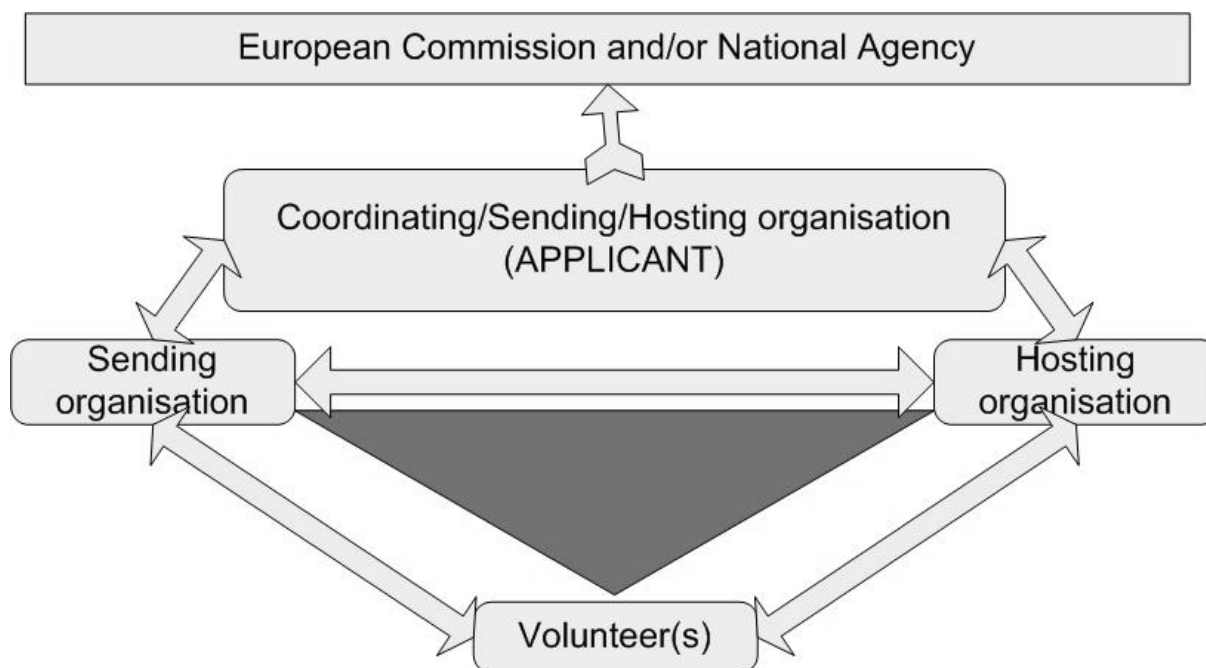 European Commission and/or National Agency
Coordinating/Sending/Hosting organisation
(APPLICANT)
Sending
organisation
Hosting
organisation
Volunteer(s)